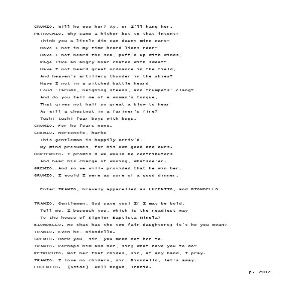 GRUMIO. Will he woo her? Ay, or I'll hang her.
PETRUCHIO. Why came I hither but to that intent?
Think you a little din can daunt mine ears?
Have I not in my time heard lions roar?
Have I not heard the sea, puff'd up with winds,
Rage like an angry boar chafed with sweat?
Have I not heard great ordnance in the field,
And heaven's artillery thunder in the skies?
Have I not in a pitched battle heard
Loud 'larums, neighing steeds, and trumpets' clang?
And do you tell me of a woman's tongue,
That gives not half so great a blow to hear
As will a chestnut in a farmer's fire?
Tush! tush! fear boys with bugs.
GRUMIO. For he fears none.
GREMIO. Hortensio, hark:
This gentleman is happily arriv'd,
My mind presumes, for his own good and ours.
HORTENSIO. I promis'd we would be contributors
And bear his charge of wooing, whatsoe'er.
GREMIO. And so we will- provided that he win her.
GRUMIO. I would I were as sure of a good dinner.
Enter TRANIO, bravely apparelled as LUCENTIO, and BIONDELLO
TRANIO. Gentlemen, God save you! If I may be bold,
Tell me, I beseech you, which is the readiest way
To the house of Signior Baptista Minola?
BIONDELLO. He that has the two fair daughters; is't he you mean?
TRANIO. Even he, Biondello.
GREMIO. Hark you, sir, you mean not her to-
TRANIO. Perhaps him and her, sir; what have you to do?
PETRUCHIO. Not her that chides, sir, at any hand, I pray.
TRANIO. I love no chiders, sir. Biondello, let's away.
LUCENTIO. [Aside] Well begun, Tranio.